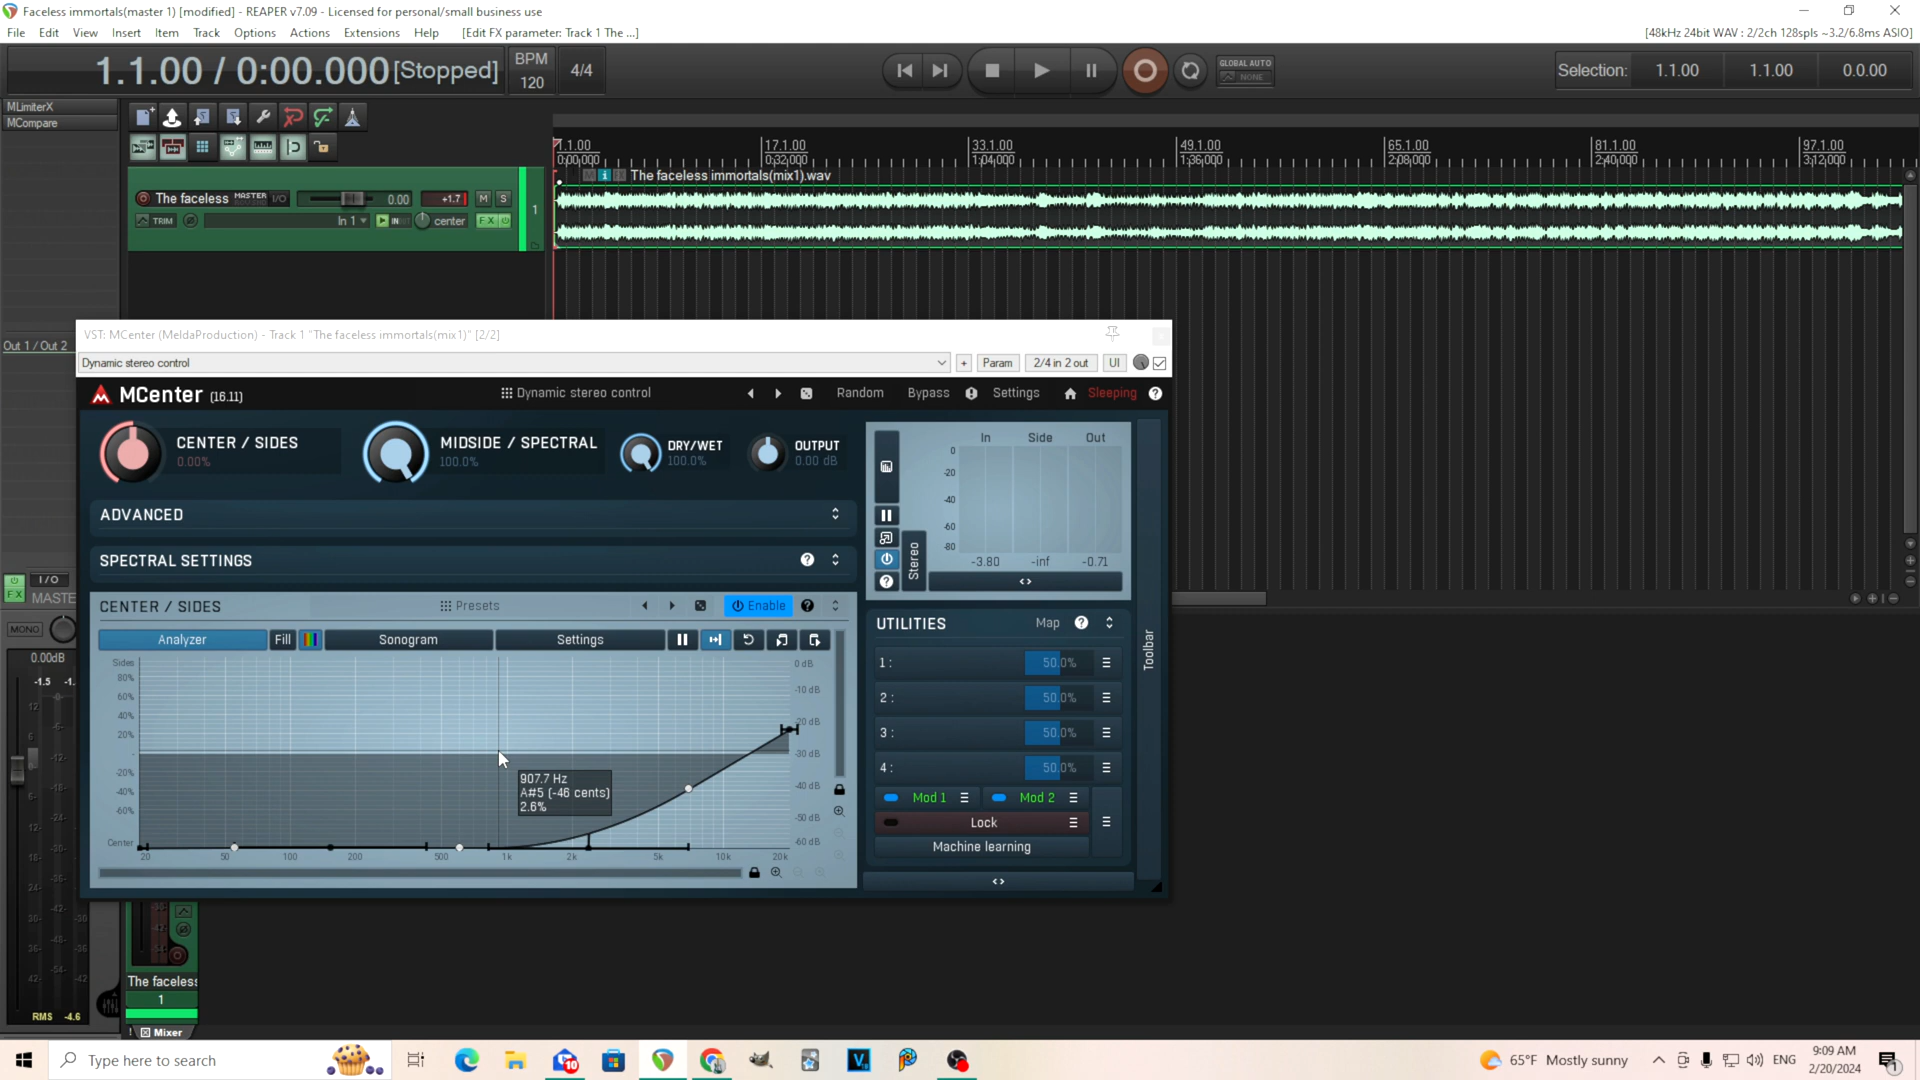 Faceless immortals(master 1) [modified] - REAPER v7.09 - Licensed for personal/small business use
File Edit View Insert Item Track Options Actions Extensions Help [Edit FX parameter: Track 1 The ...]
[48kHz 24bit WAV : 2/2ch 128spls ~3.2/6.8ms ASIO]
1.1.00 / 0:00.000 [Stopped]
BPM
120
4/4
GLOBAL AUTO
NONE
Selection: 1.1.00 1.1.00 0.0.00
MLimiterX
MCompare
1.1.00 17.1.00 33.1.00 49.1.00 65.1.00 81.1.00 97.1.00
0:00.000 0:32.000 1:04.000 1:36.000 2:08.000 2:40.000 3:12.000
The faceless immortals(mix1).wav
The faceless MASTER I/O 0.00 +1.7 M S
1
TRIM In 1 IN center FX
Out 1 / Out 2
VST: MCenter (MeldaProduction) - Track 1 "The faceless immortals(mix1)" [2/2]
Dynamic stereo control
+ Param 2/4 in 2 out UI
MCenter (16.11) Dynamic stereo control Random Bypass Settings Sleeping ?
CENTER / SIDES
0.00%
MIDSIDE / SPECTRAL
100.0%
DRY/WET
100.0%
OUTPUT
0.00 dB
In Side Out
0
-20
-40
-60
-80
Stereo
-3.80 -inf -0.71
ADVANCED
SPECTRAL SETTINGS ?
CENTER / SIDES Presets Enable ?
Analyzer Fill Sonogram Settings
Sides
80%
60%
40%
20%
-
-20%
-40%
-60%
Center
0 dB
-10 dB
-20 dB
-30 dB
-40 dB
-50 dB
-60 dB
20 50 100 200 500 1k 2k 5k 10k 20k
907.7 Hz
A#5 (-46 cents)
2.6%
UTILITIES Map ?
1: 50.0%
2: 50.0%
3: 50.0%
4: 50.0%
Mod 1 Mod 2
Lock
Machine learning
Toolbar
I/O
FX MASTE
MONO
0.00dB
-1.5 -1.
RMS -4.6
The faceless
1
Mixer
Type here to search
10
65°F Mostly sunny
ENG
9:09 AM
2/20/2024
1